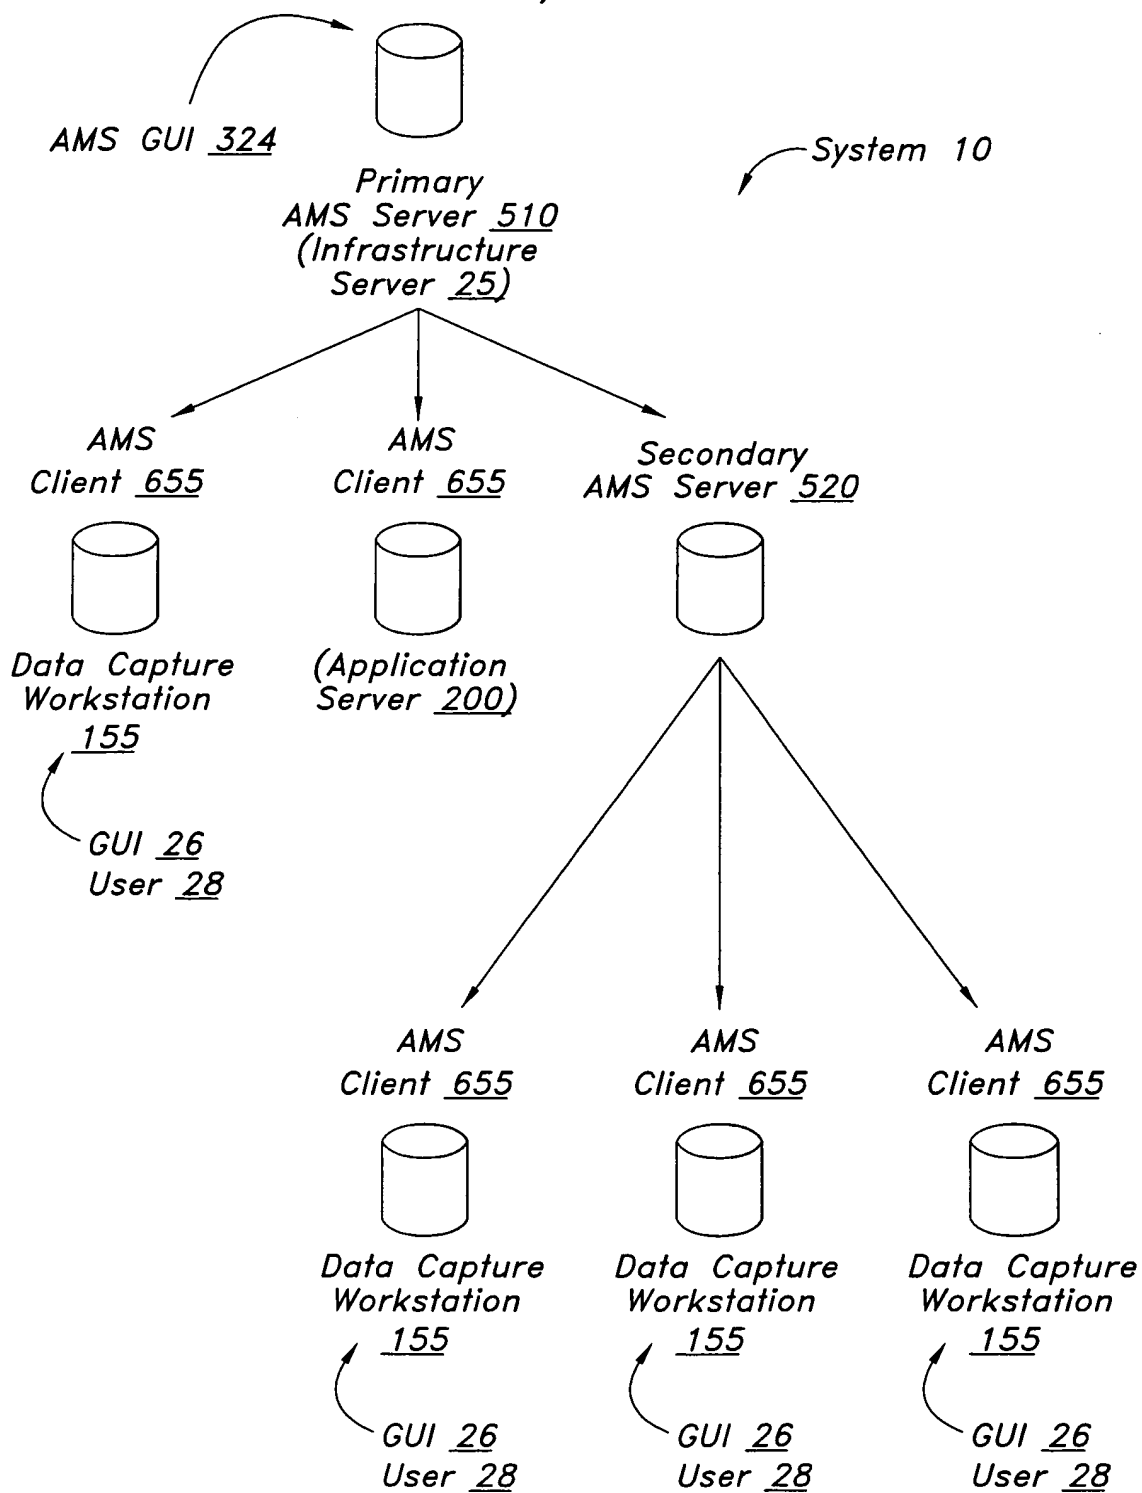 AMS GUI 324
System 10
Primary
AMS Server 510
(Infrastructure
Server 25)
AMS
Client 655
AMS
Client 655
Secondary
AMS Server 520
Data Capture
Workstation
155
(Application
Server 200)
GUI 26
User 28
AMS
Client 655
AMS
Client 655
AMS
Client 655
Data Capture
Workstation
155
Data Capture
Workstation
155
Data Capture
Workstation
155
GUI 26
User 28
GUI 26
User 28
GUI 26
User 28